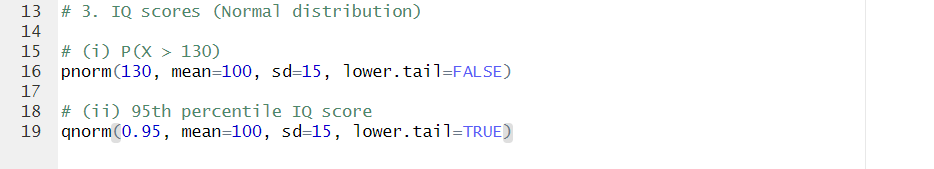 13 # 3. IQ scores (Normal distribution)
14
15 # (i) P(X > 130)
16 pnorm(130, mean=100, sd=15, lower.tail=FALSE)
17
18 # (ii) 95th percentile IQ score
19 qnorm(0.95, mean=100, sd=15, lower.tail=TRUE)